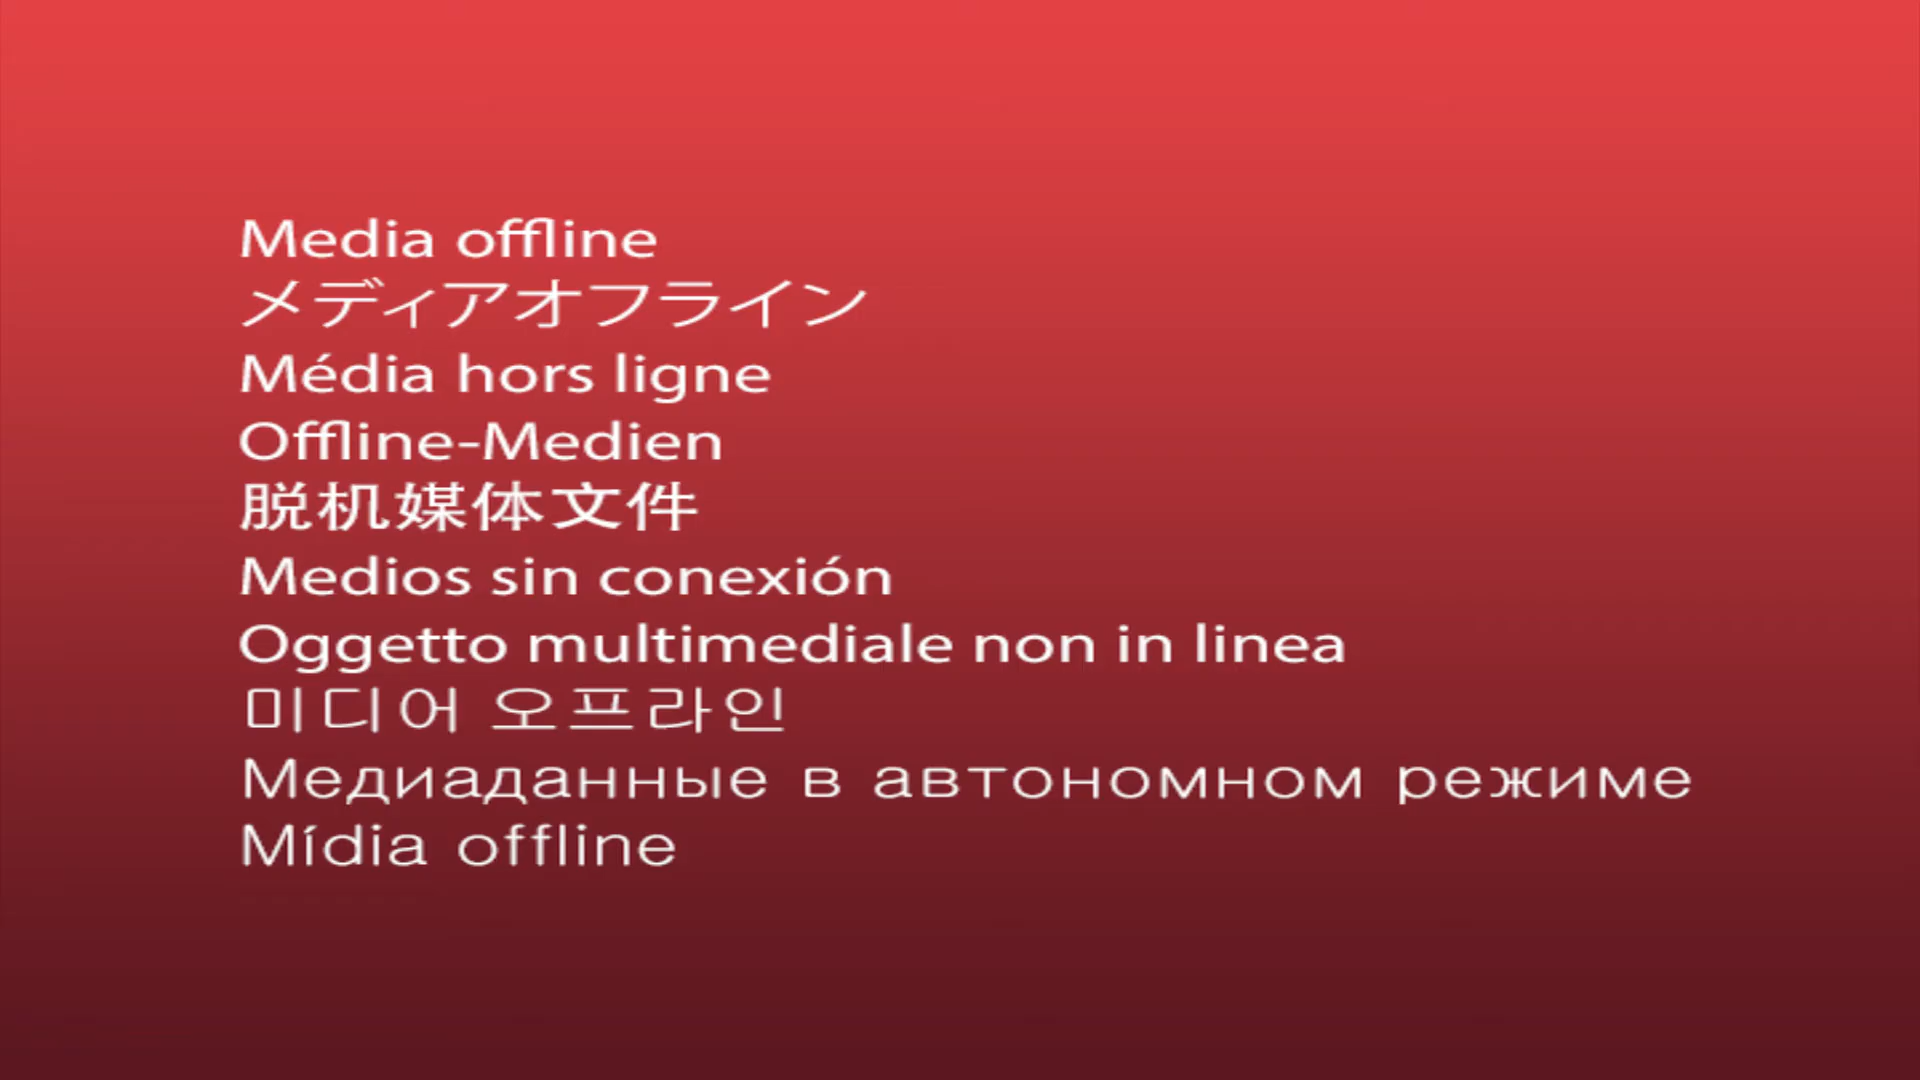 Media offline
メディアオフライン
Média hors ligne
Offline-Medien
脱机媒体文件
Medios sin conexión
Oggetto multimediale non in linea
미디어 오프라인
Медиаданные в автономном режиме
Mídia offline